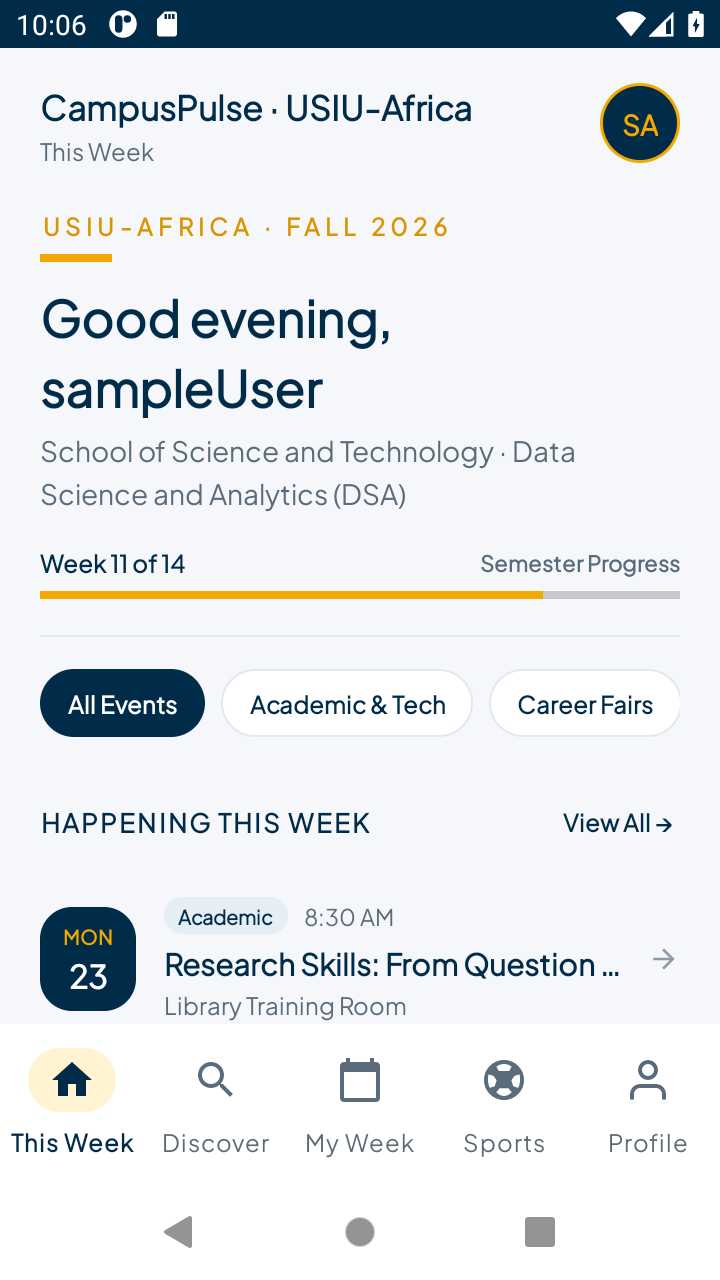 10:06
CampusPulse · USIU-Africa
This Week
SA
USIU-AFRICA · FALL 2026
Good evening,
sampleUser
School of Science and Technology · Data
Science and Analytics (DSA)
Week 11 of 14
Semester Progress
All Events
Academic & Tech
Career Fairs
HAPPENING THIS WEEK
View All →
MON
23
Academic
8:30 AM
Research Skills: From Question ...
Library Training Room
This Week
Discover
My Week
Sports
Profile